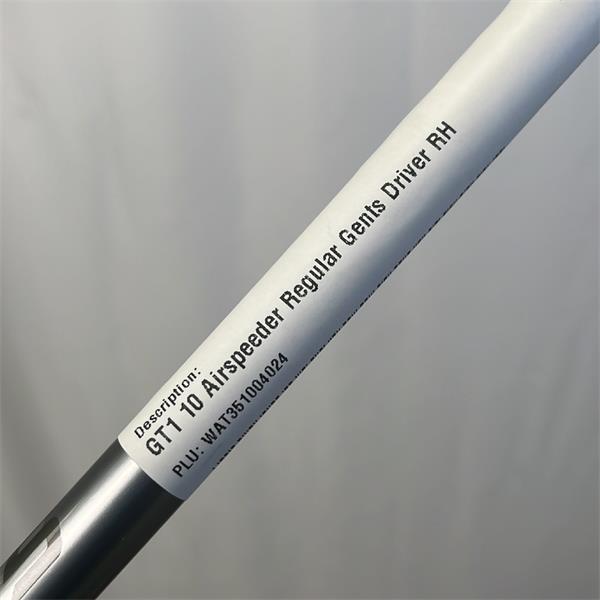 Description:
GT1 10 Airspeeder Regular Gents Driver RH
PLU: WAT351004024